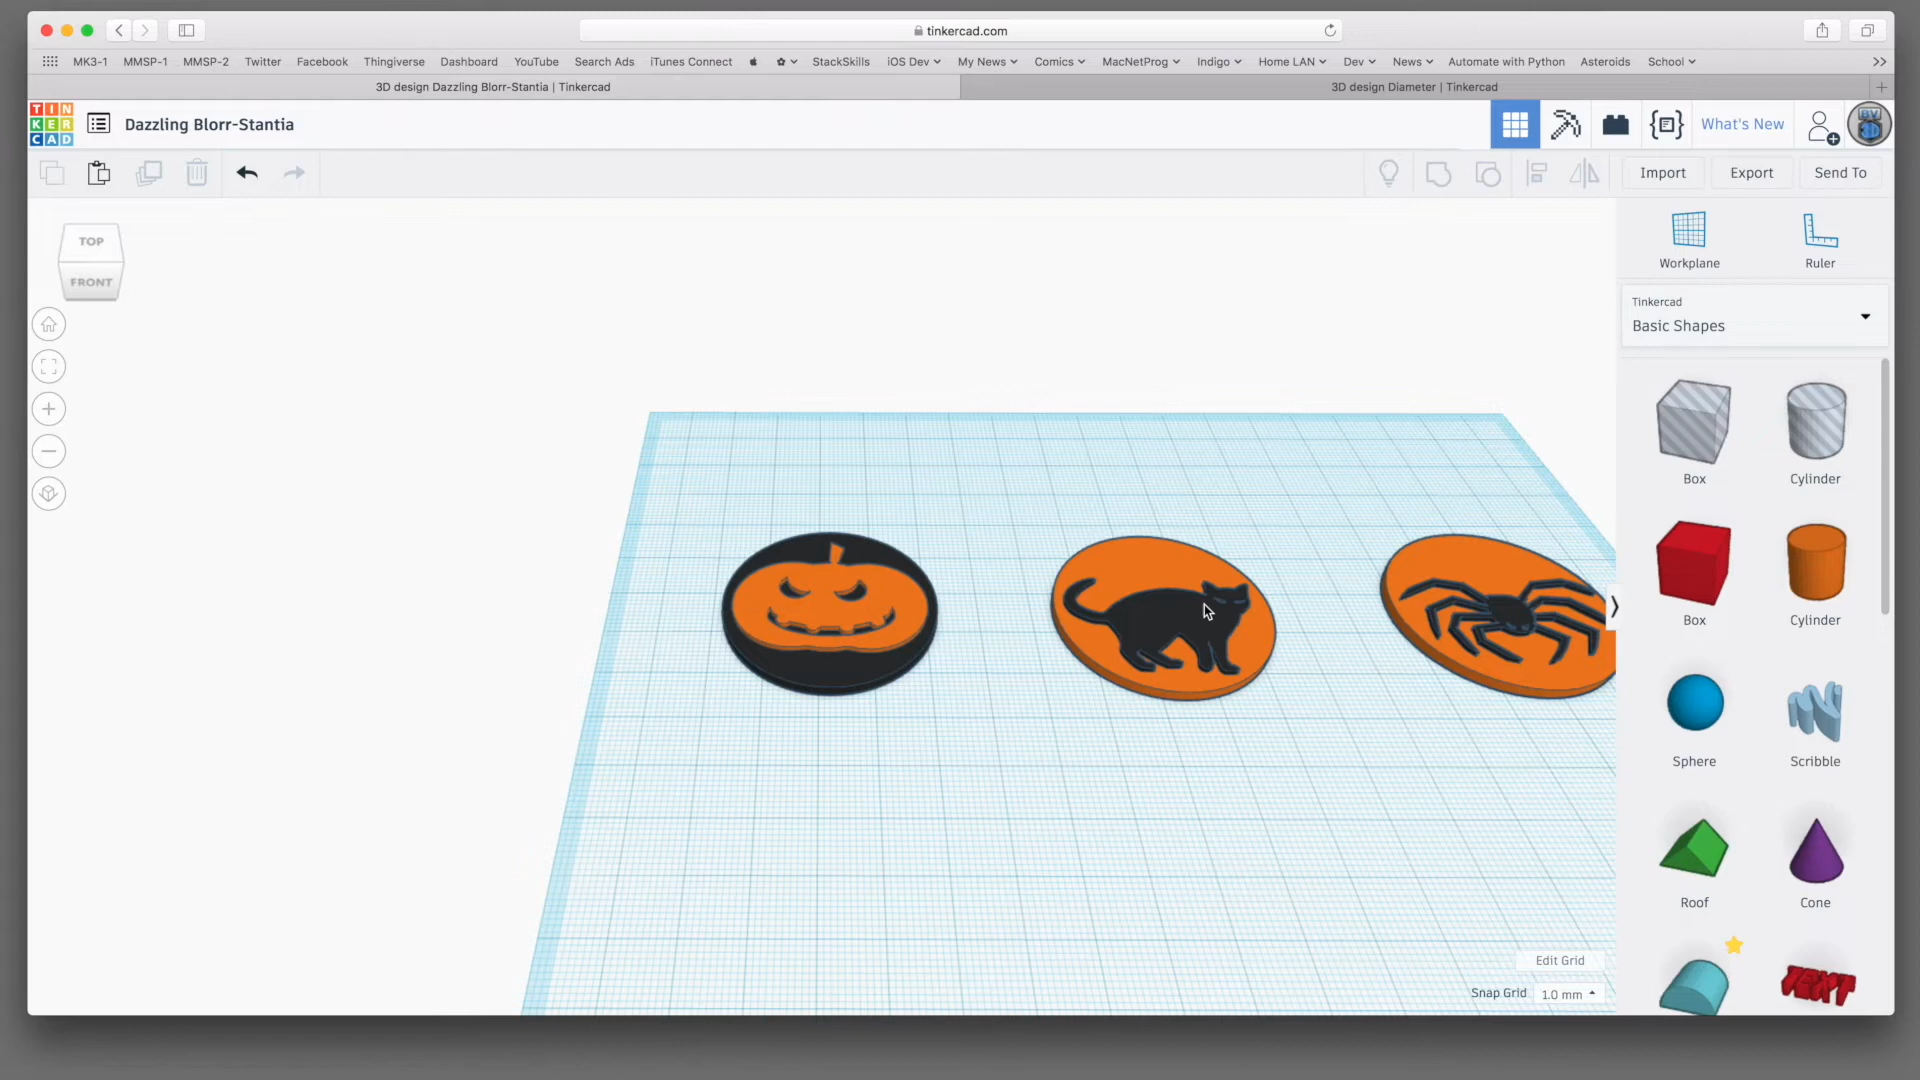 tinkercad.com
MK3-1 MMSP-1 MMSP-2 Twitter Facebook Thingiverse Dashboard YouTube Search Ads iTunes Connect StackSkills iOS Dev My News Comics MacNetProg Indigo Home LAN Dev News Automate with Python Asteroids School
3D design Dazzling Blorr-Stantia | Tinkercad 3D design Diameter | Tinkercad
TIN
KER
CAD
Dazzling Blorr-Stantia
What's New
BV
3D
Import Export Send To
TOP
FRONT
Workplane Ruler
Tinkercad
Basic Shapes
Box Cylinder
Box Cylinder
Sphere Scribble
Roof Cone
TEXT
Edit Grid
Snap Grid 1.0 mm